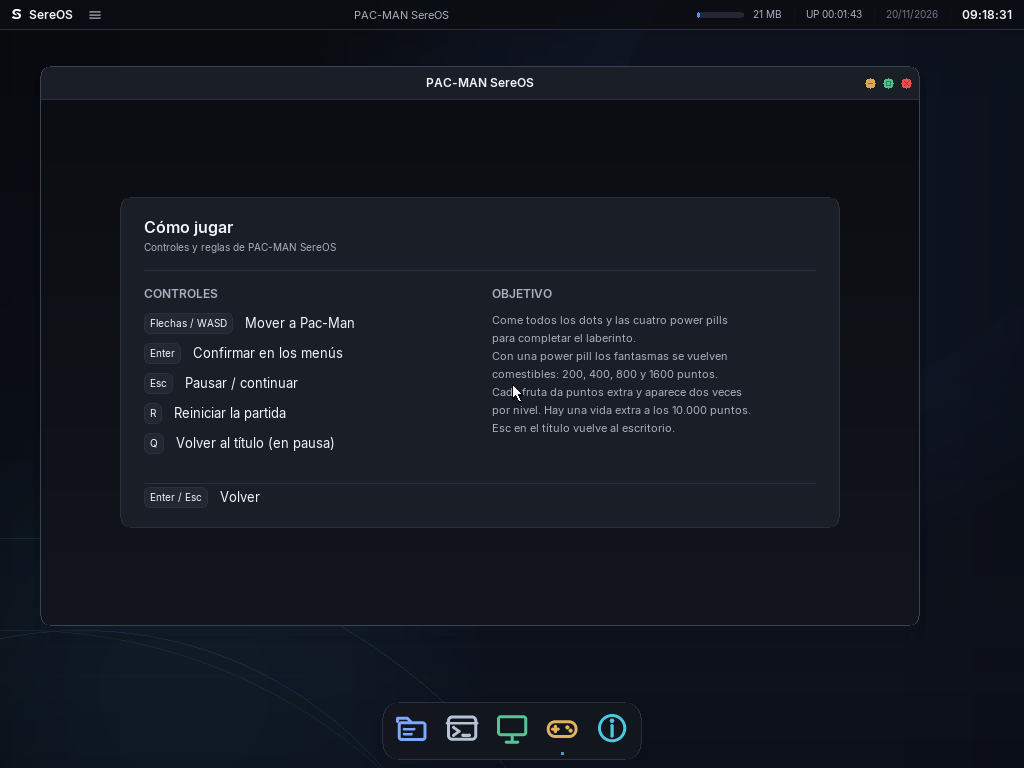 SereOS
PAC-MAN SereOS
21 MB
UP 00:01:43
20/11/2026
09:18:31
PAC-MAN SereOS
Cómo jugar
Controles y reglas de PAC-MAN SereOS
CONTROLES
Flechas / WASD Mover a Pac-Man
Enter Confirmar en los menús
Esc Pausar / continuar
R Reiniciar la partida
Q Volver al título (en pausa)
OBJETIVO
Come todos los dots y las cuatro power pills
para completar el laberinto.
Con una power pill los fantasmas se vuelven
comestibles: 200, 400, 800 y 1600 puntos.
Cada fruta da puntos extra y aparece dos veces
por nivel. Hay una vida extra a los 10.000 puntos.
Esc en el título vuelve al escritorio.
Enter / Esc Volver